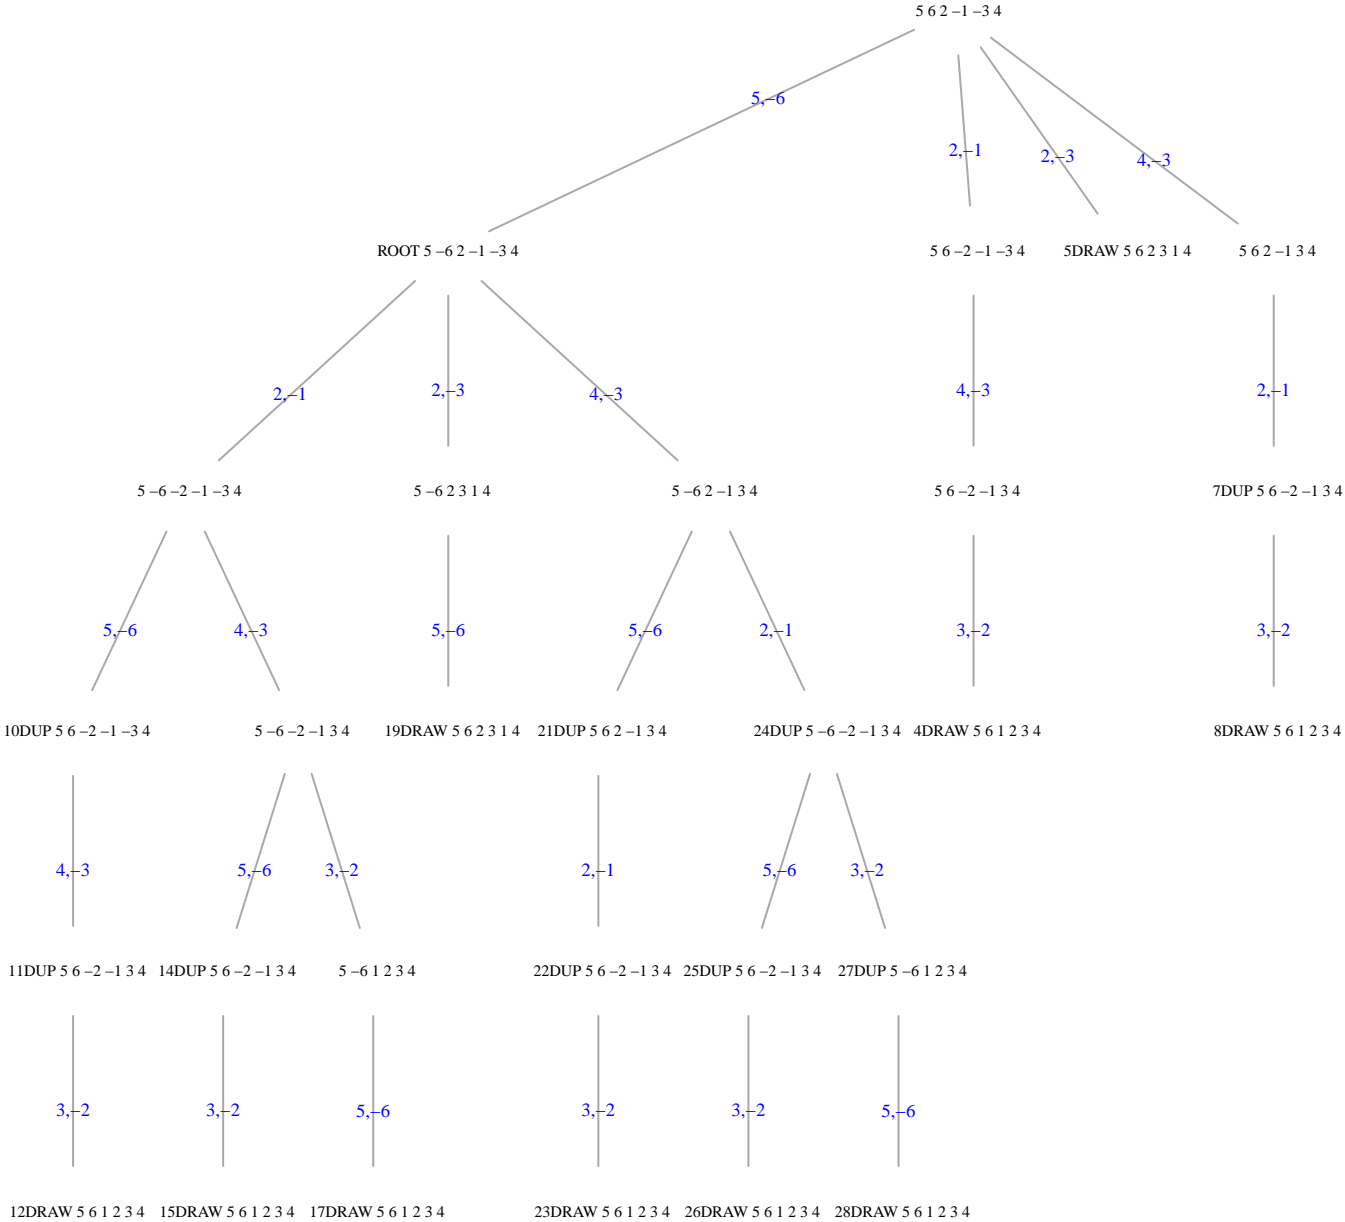 5 6 2 –1 –3 4
5,–6
2,–1
2,–3
4,–3
ROOT 5 –6 2 –1 –3 4
5 6 –2 –1 –3 4
5DRAW 5 6 2 3 1 4
5 6 2 –1 3 4
2,–1
2,–3
4,–3
4,–3
2,–1
5 –6 –2 –1 –3 4
5 –6 2 3 1 4
5 –6 2 –1 3 4
5 6 –2 –1 3 4
7DUP 5 6 –2 –1 3 4
5,–6
4,–3
5,–6
5,–6
2,–1
3,–2
3,–2
10DUP 5 6 –2 –1 –3 4
5 –6 –2 –1 3 4
19DRAW 5 6 2 3 1 4
21DUP 5 6 2 –1 3 4
24DUP 5 –6 –2 –1 3 4
4DRAW 5 6 1 2 3 4
8DRAW 5 6 1 2 3 4
4,–3
5,–6
3,–2
2,–1
5,–6
3,–2
11DUP 5 6 –2 –1 3 4
14DUP 5 6 –2 –1 3 4
5 –6 1 2 3 4
22DUP 5 6 –2 –1 3 4
25DUP 5 6 –2 –1 3 4
27DUP 5 –6 1 2 3 4
3,–2
3,–2
5,–6
3,–2
3,–2
5,–6
12DRAW 5 6 1 2 3 4
15DRAW 5 6 1 2 3 4
17DRAW 5 6 1 2 3 4
23DRAW 5 6 1 2 3 4
26DRAW 5 6 1 2 3 4
28DRAW 5 6 1 2 3 4